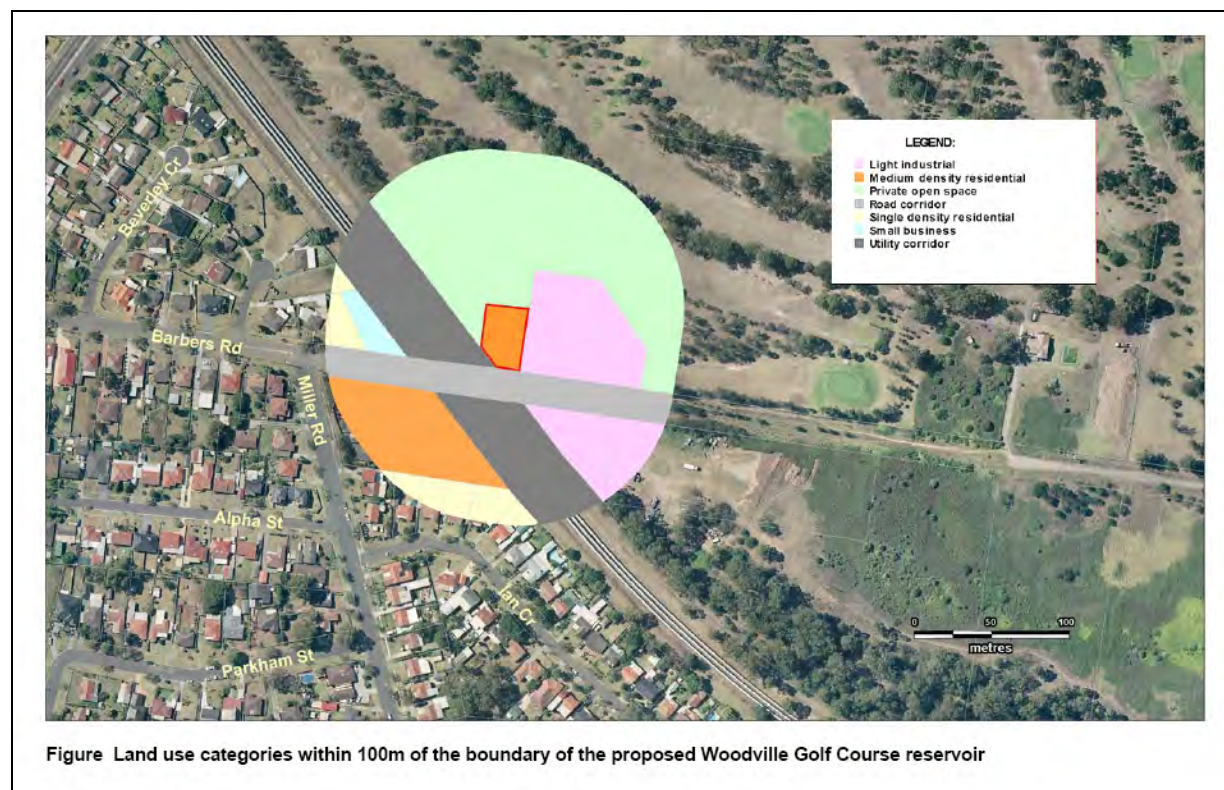 LEGEND:
Light industrial
Medium density residential
Private open space
Road corridor
Single density residential
Small business
Utility corridor
Beverley Cr
Barbers Rd
Miller Rd
Alpha St
Ian Cr
Parkham St
0 50 100
metres
Figure Land use categories within 100m of the boundary of the proposed Woodville Golf Course reservoir